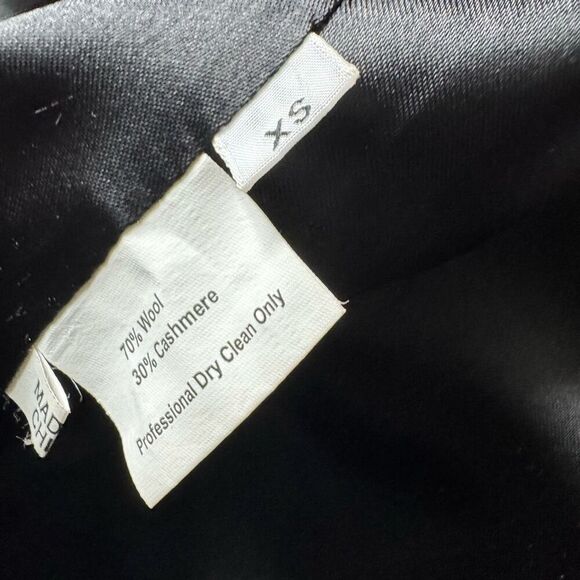 XS
70% Wool
30% Cashmere
Professional Dry Clean Only
MAD
CH